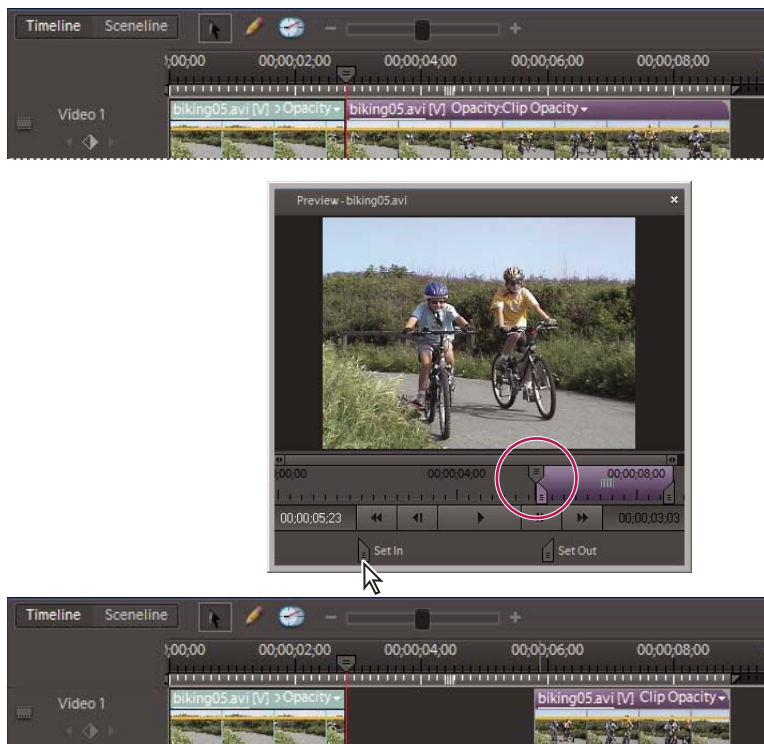 Timeline Sceneline
;00;00 00;00;02;00 00;00;04;00 00;00;06;00 00;00;08;00
Video 1
biking05.avi [V] Opacity biking05.avi [V] Opacity:Clip Opacity
Preview - biking05.avi
;00;00 00;00;04;00 00;00;08;00
00;00;05;23 00;00;03;03
Set In Set Out
Timeline Sceneline
;00;00 00;00;02;00 00;00;04;00 00;00;06;00 00;00;08;00
Video 1
biking05.avi [V] Opacity biking05.avi [V] Clip Opacity